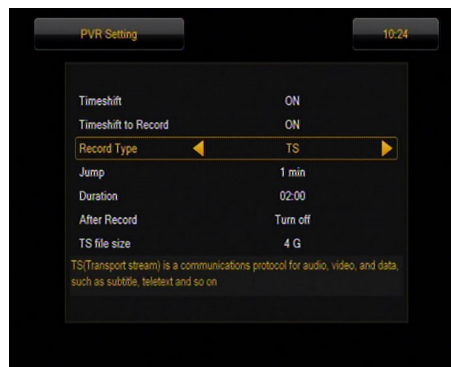 PVR Setting 10:24
Timeshift ON
Timeshift to Record ON
Record Type TS
Jump 1 min
Duration 02:00
After Record Turn off
TS file size 4 G
TS(Transport stream) is a communications protocol for audio, video, and data,
such as subtitle, teletext and so on